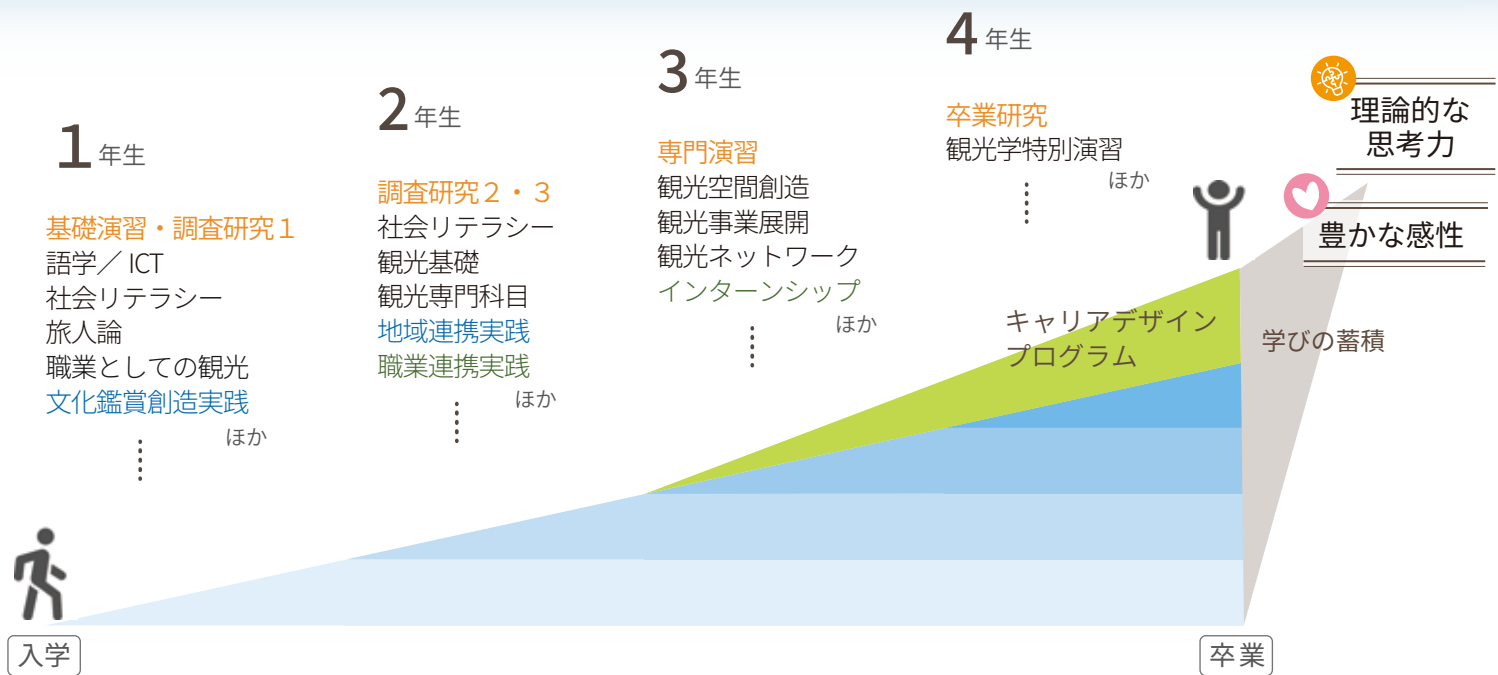 1 年生
基礎演習・調査研究１
語学／ ICT
社会リテラシー
旅人論
職業としての観光
文化鑑賞創造実践
ほか
2 年生
調査研究２・３
社会リテラシー
観光基礎
観光専門科目
地域連携実践
職業連携実践
ほか
3 年生
専門演習
観光空間創造
観光事業展開
観光ネットワーク
インターンシップ
ほか
4 年生
卒業研究
観光学特別演習
ほか
理論的な
思考力
豊かな感性
キャリアデザイン
プログラム
学びの蓄積
入学
卒業